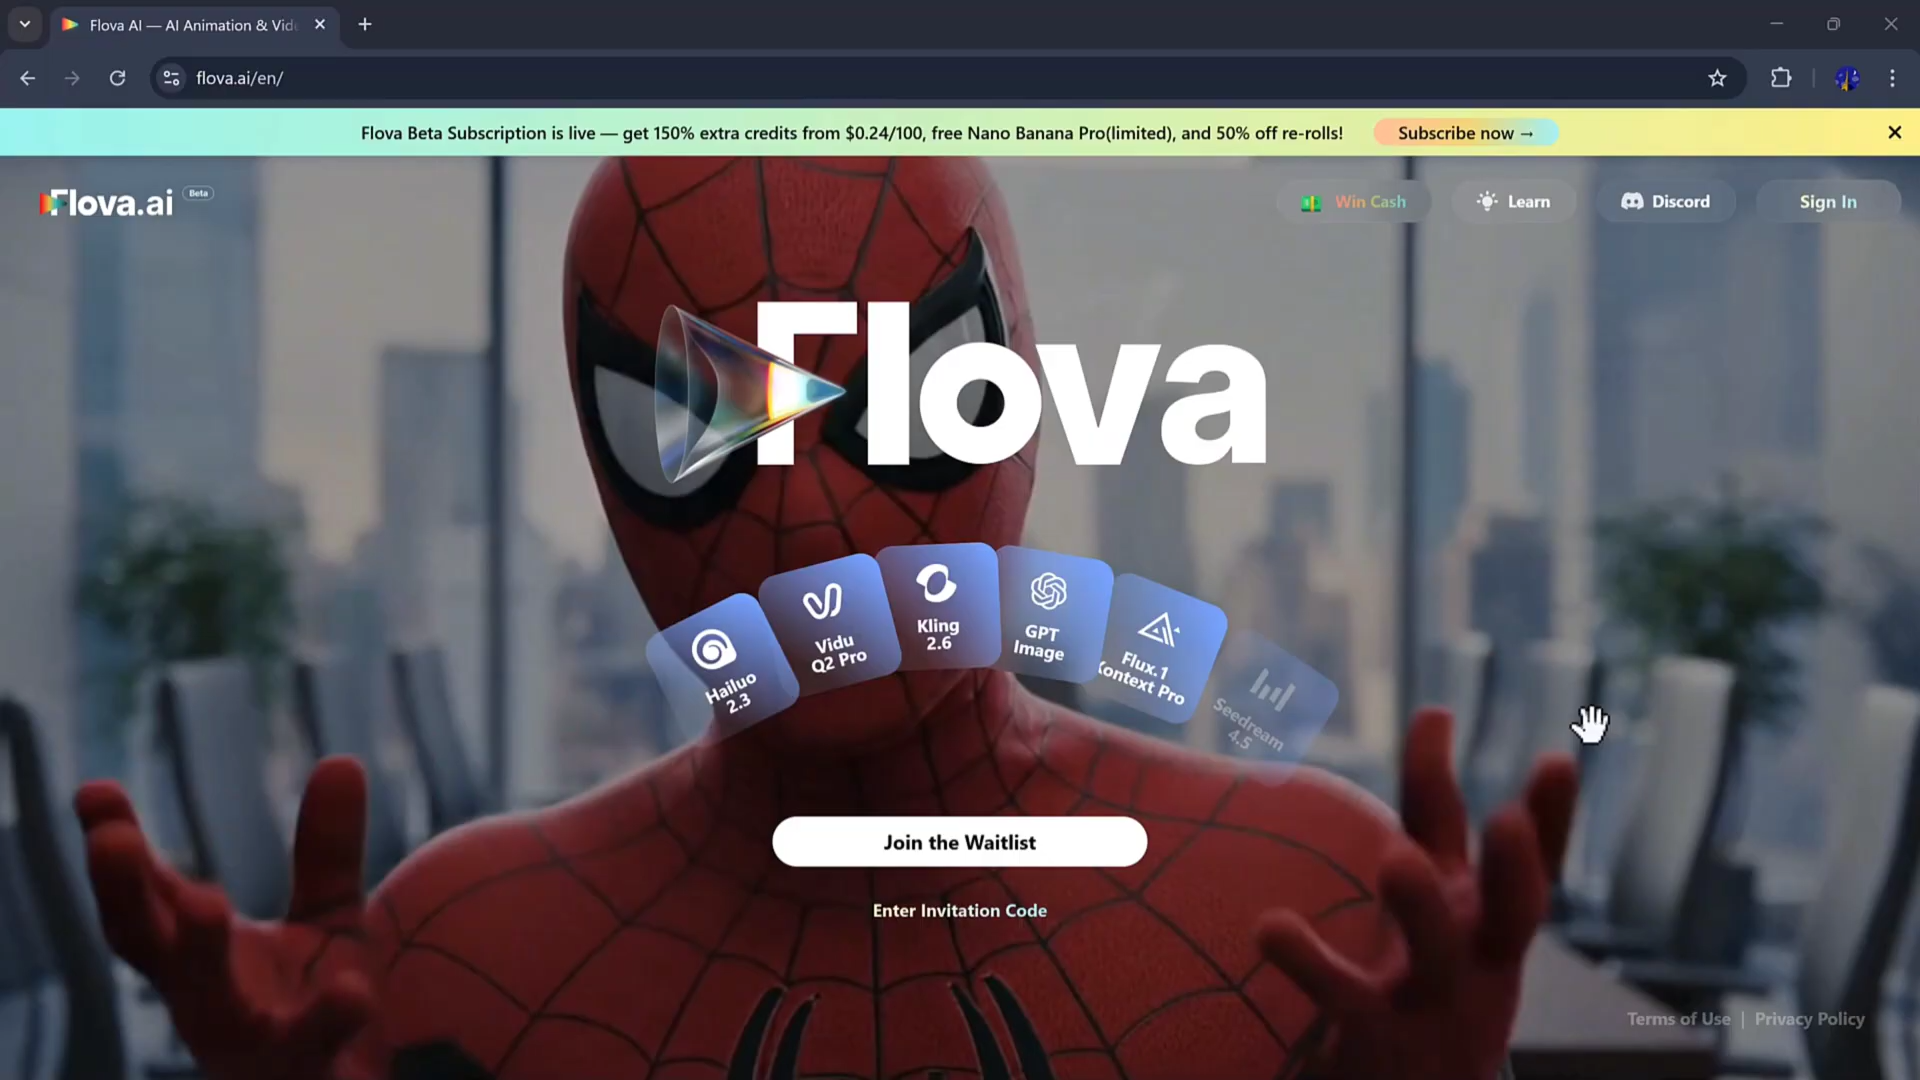 Flova AI — AI Animation & Vide
flova.ai/en/
Flova Beta Subscription is live — get 150% extra credits from $0.24/100, free Nano Banana Pro(limited), and 50% off re-rolls!
Subscribe now →
Flova.ai
Beta
Win Cash
Learn
Discord
Sign In
Flova
Hailuo
2.3
Vidu
Q2 Pro
Kling
2.6
GPT
Image
Flux.1
Kontext Pro
Seedream
4.5
Join the Waitlist
Enter Invitation Code
Terms of Use | Privacy Policy